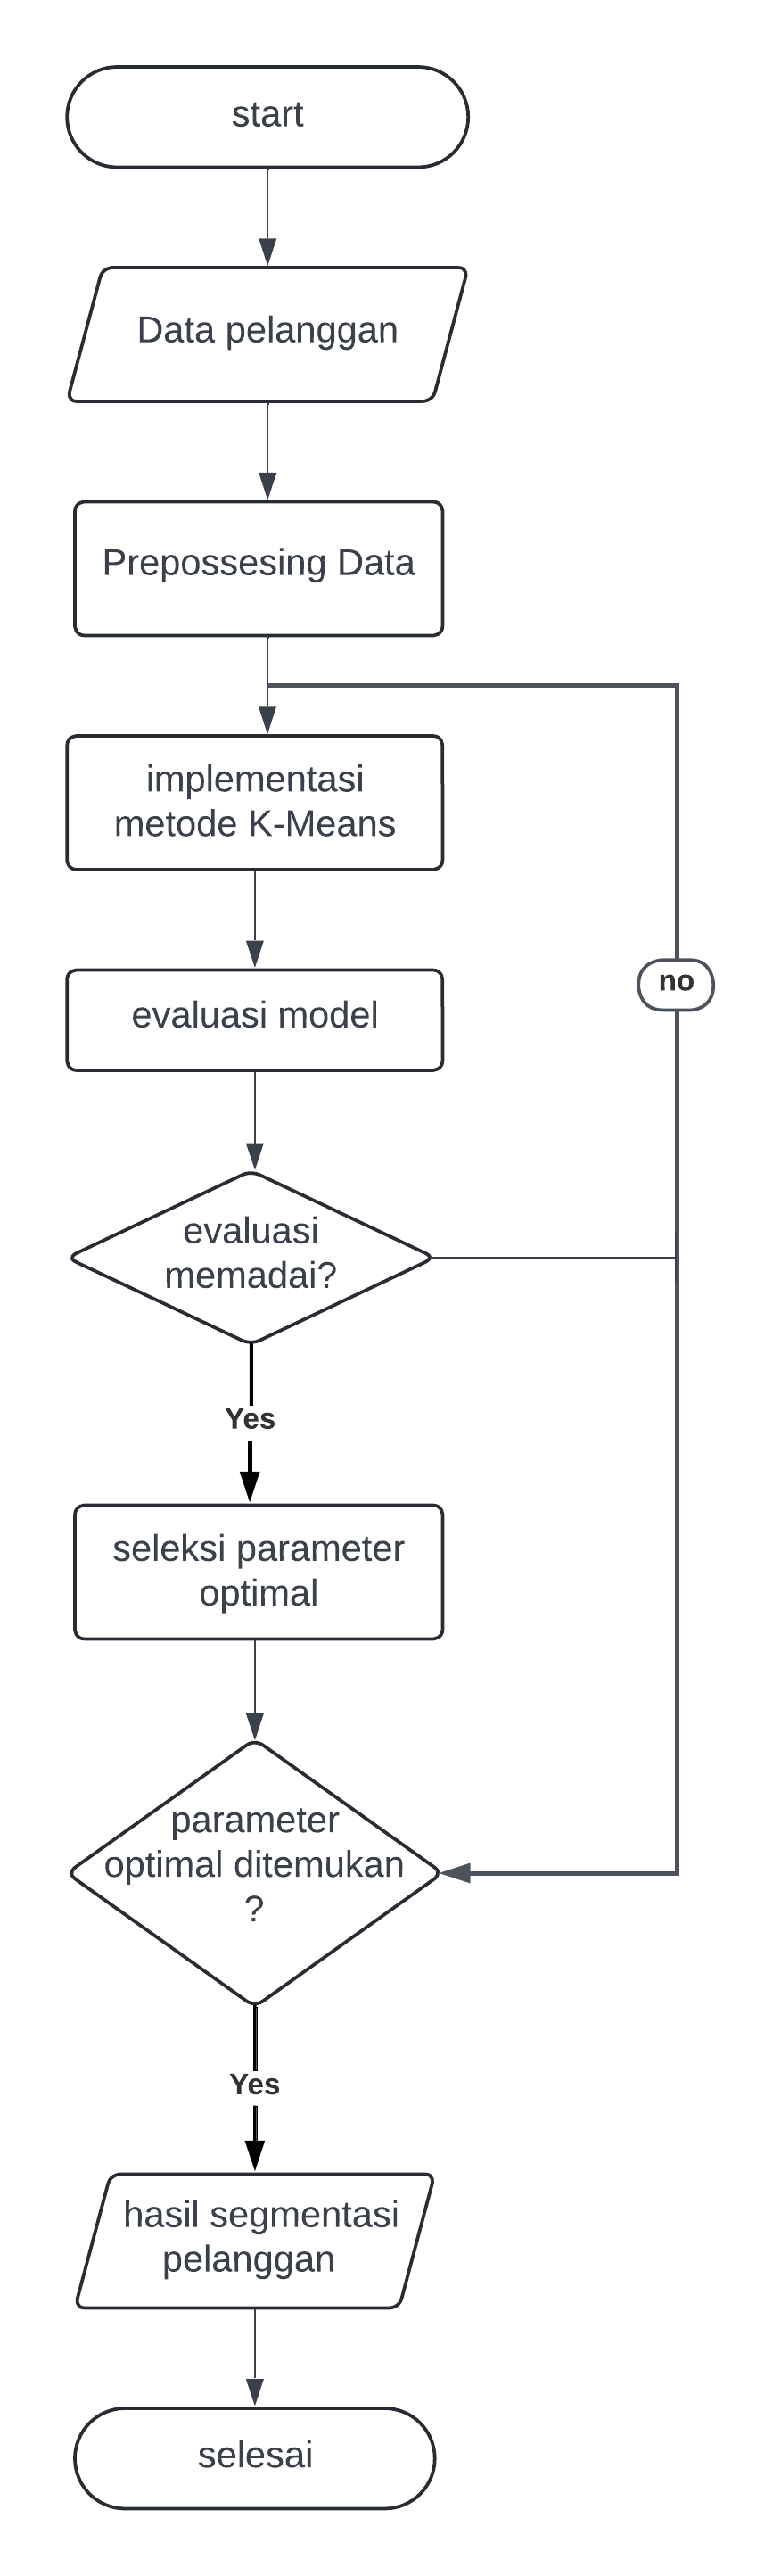 start
Data pelanggan
Prepossesing Data
implementasi
metode K-Means
no
evaluasi model
evaluasi
memadai?
Yes
seleksi parameter
optimal
parameter
optimal ditemukan
?
Yes
hasil segmentasi
pelanggan
selesai